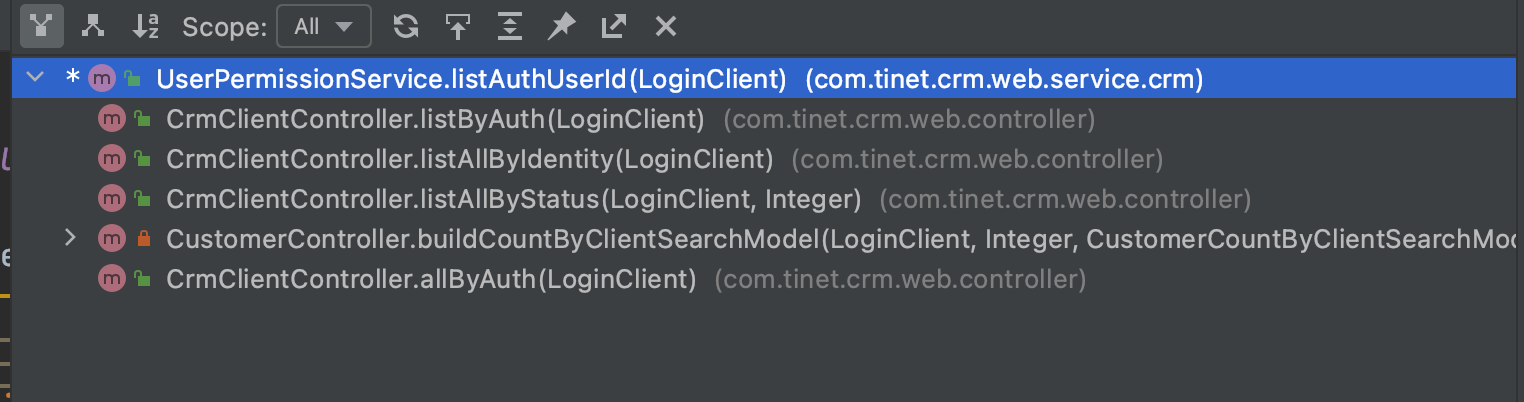 Scope: All
* m UserPermissionService.listAuthUserId(LoginClient) (com.tinet.crm.web.service.crm)
m CrmClientController.listByAuth(LoginClient) (com.tinet.crm.web.controller)
m CrmClientController.listAllByIdentity(LoginClient) (com.tinet.crm.web.controller)
m CrmClientController.listAllByStatus(LoginClient, Integer) (com.tinet.crm.web.controller)
m CustomerController.buildCountByClientSearchModel(LoginClient, Integer, CustomerCountByClientSearchMod
m CrmClientController.allByAuth(LoginClient) (com.tinet.crm.web.controller)